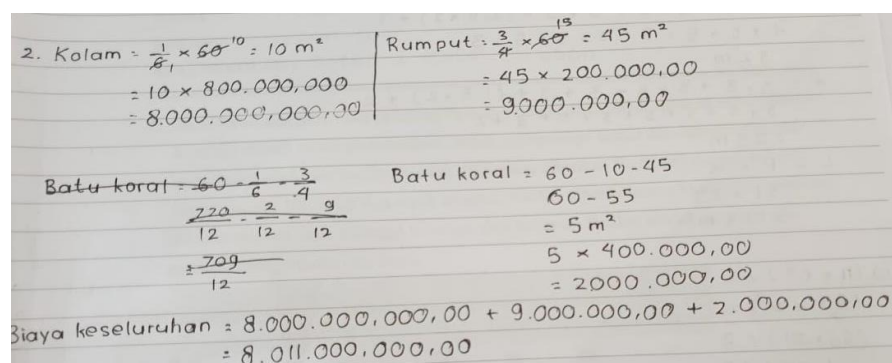 2. Kolam = 1/6 × 60 10 = 10 m²
1
= 10 × 800.000,000
= 8.000.000,000,00
Rumput = 3/4 × 60 15 = 45 m²
= 45 × 200.000,00
= 9.000.000,00
Batu koral = 60 - 1/6 - 3/4
720/12 - 2/12 - 9/12
= 709/12
Batu koral = 60 - 10 - 45
60 - 55
= 5 m²
5 × 400.000,00
= 2000.000,00
Biaya keseluruhan = 8.000.000,000,00 + 9.000.000,00 + 2.000,000,00
= 8.011.000,000,00